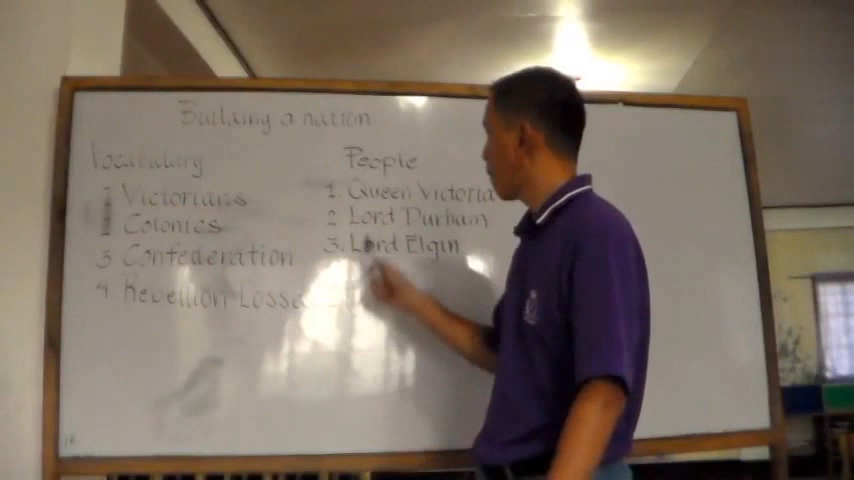 Building a nation
Vocabulary
1 Victorians
2 Colonies
3 Confederation
4 Rebellion Losses
People
1. Queen Victoria
2 Lord Durham
3. Lord Elgin